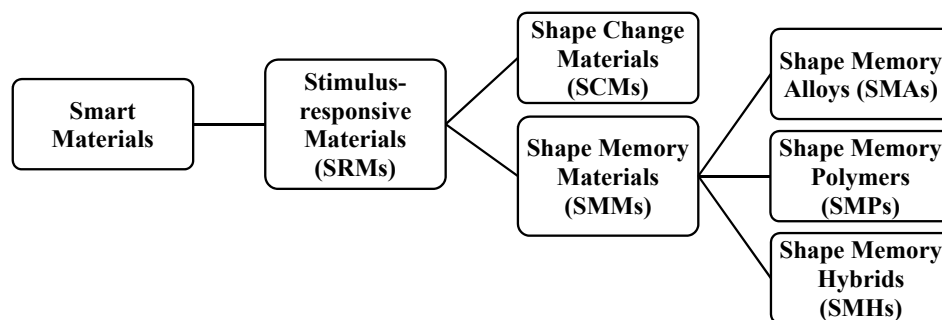 Smart
Materials
Stimulus-
responsive
Materials
(SRMs)
Shape Change
Materials
(SCMs)
Shape Memory
Materials
(SMMs)
Shape Memory
Alloys (SMAs)
Shape Memory
Polymers
(SMPs)
Shape Memory
Hybrids
(SMHs)